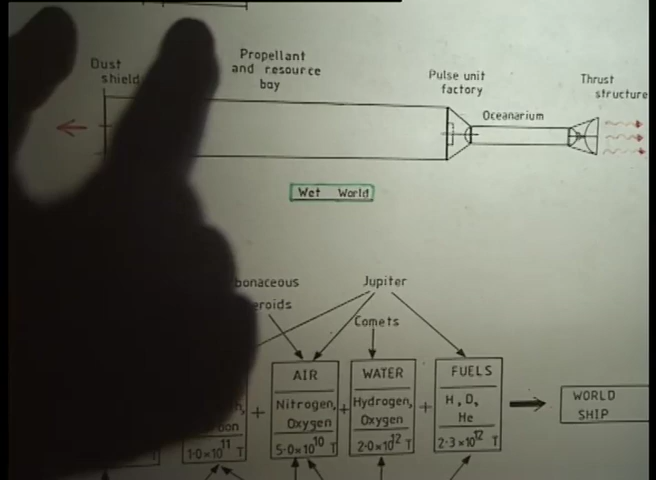 Dust
shield
Propellant
and resource
bay
Pulse unit
factory
Oceanarium
Thrust
structure
Wet World
bonaceous
eroids
Jupiter
Comets
AIR
Nitrogen,
Oxygen
5.0×10¹⁰ T
+
WATER
Hydrogen,
Oxygen
2.0×10¹² T
+
FUELS
H, D,
He
2.3×10¹² T
1.0×10¹¹ T
+
WORLD
SHIP